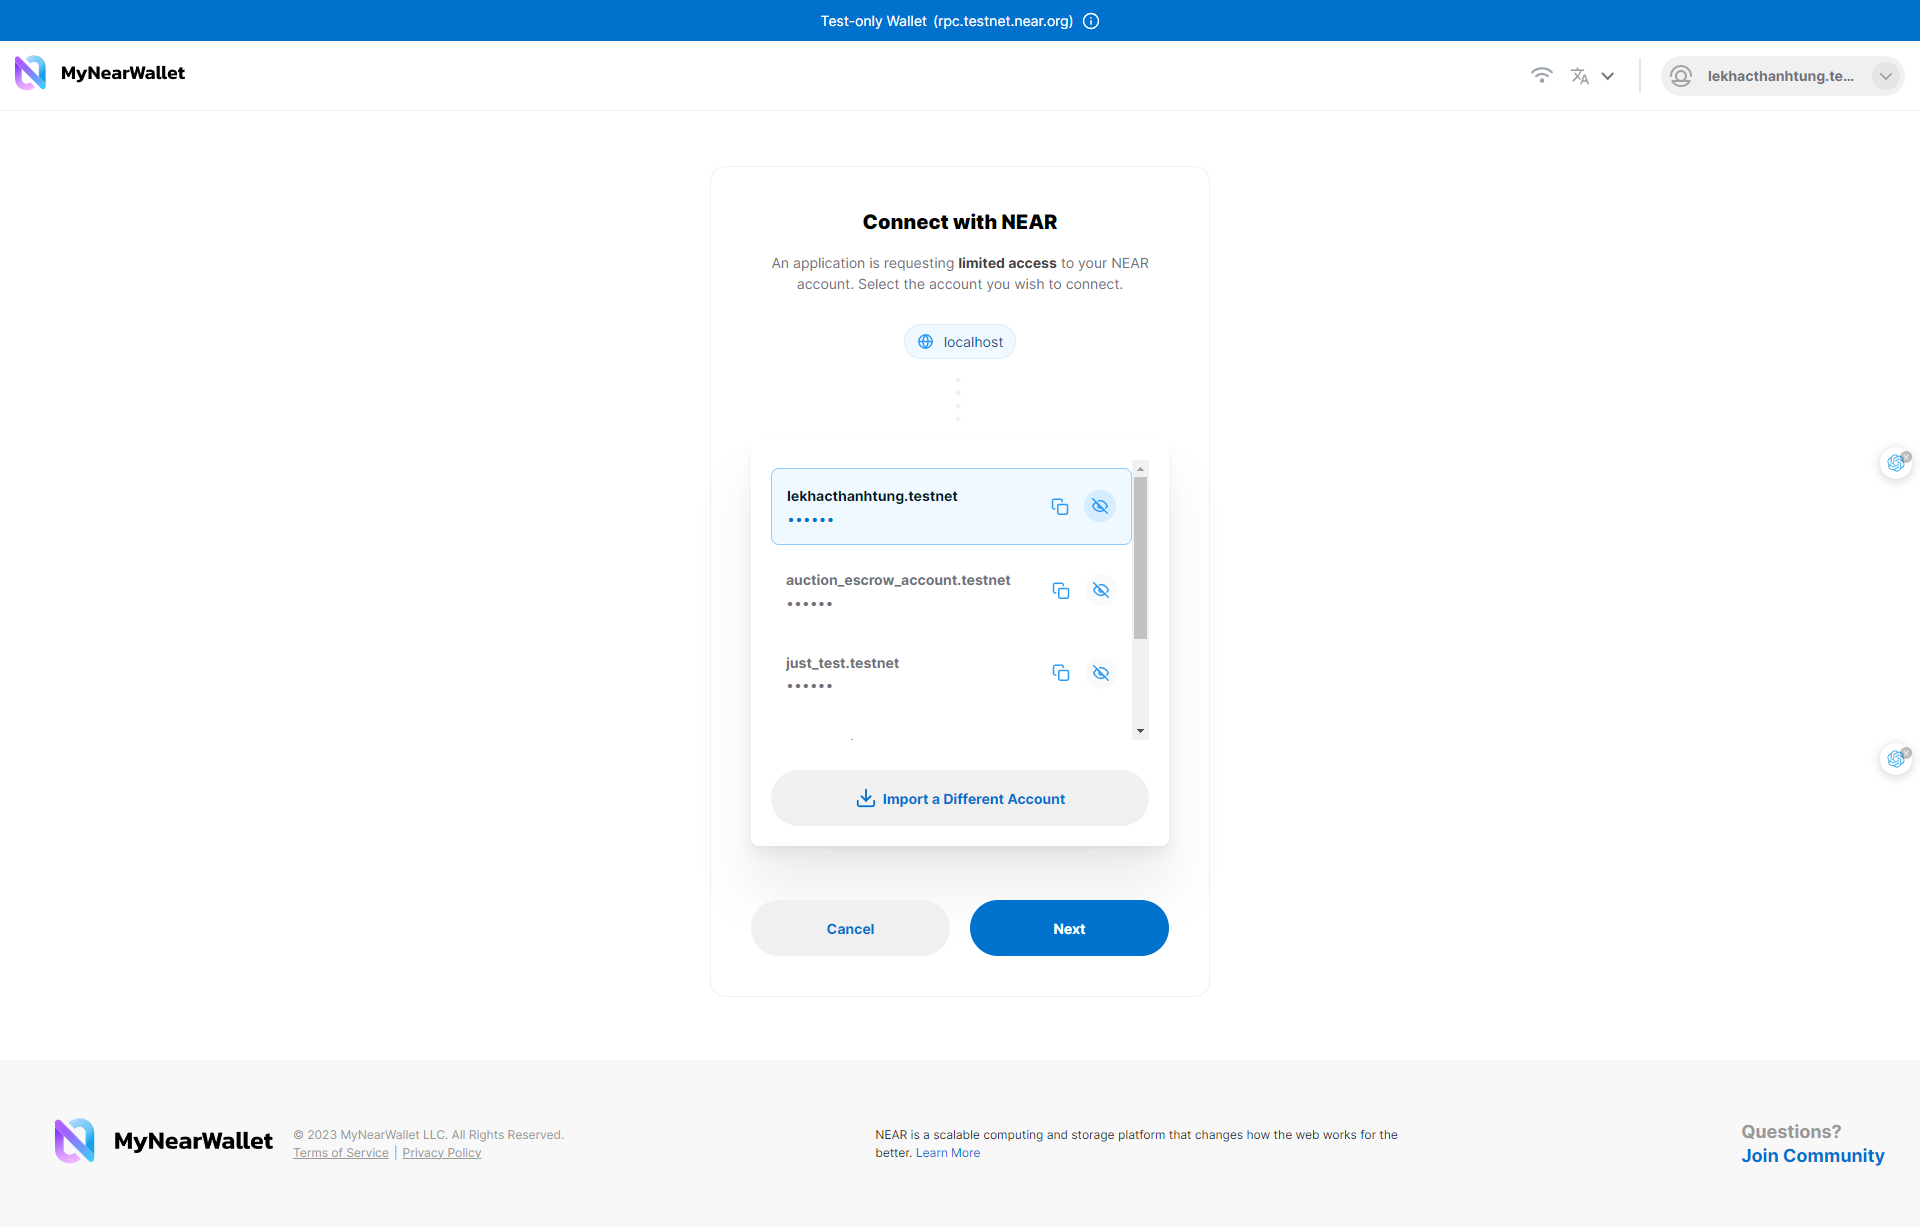 Test-only Wallet (rpc.testnet.near.org)
MyNearWallet
lekhacthanhtung.te...
Connect with NEAR
An application is requesting limited access to your NEAR
account. Select the account you wish to connect.
localhost
lekhacthanhtung.testnet
••••••
auction_escrow_account.testnet
••••••
just_test.testnet
••••••
Import a Different Account
Cancel
Next
MyNearWallet
© 2023 MyNearWallet LLC. All Rights Reserved.
Terms of Service | Privacy Policy
NEAR is a scalable computing and storage platform that changes how the web works for the
better. Learn More
Questions?
Join Community